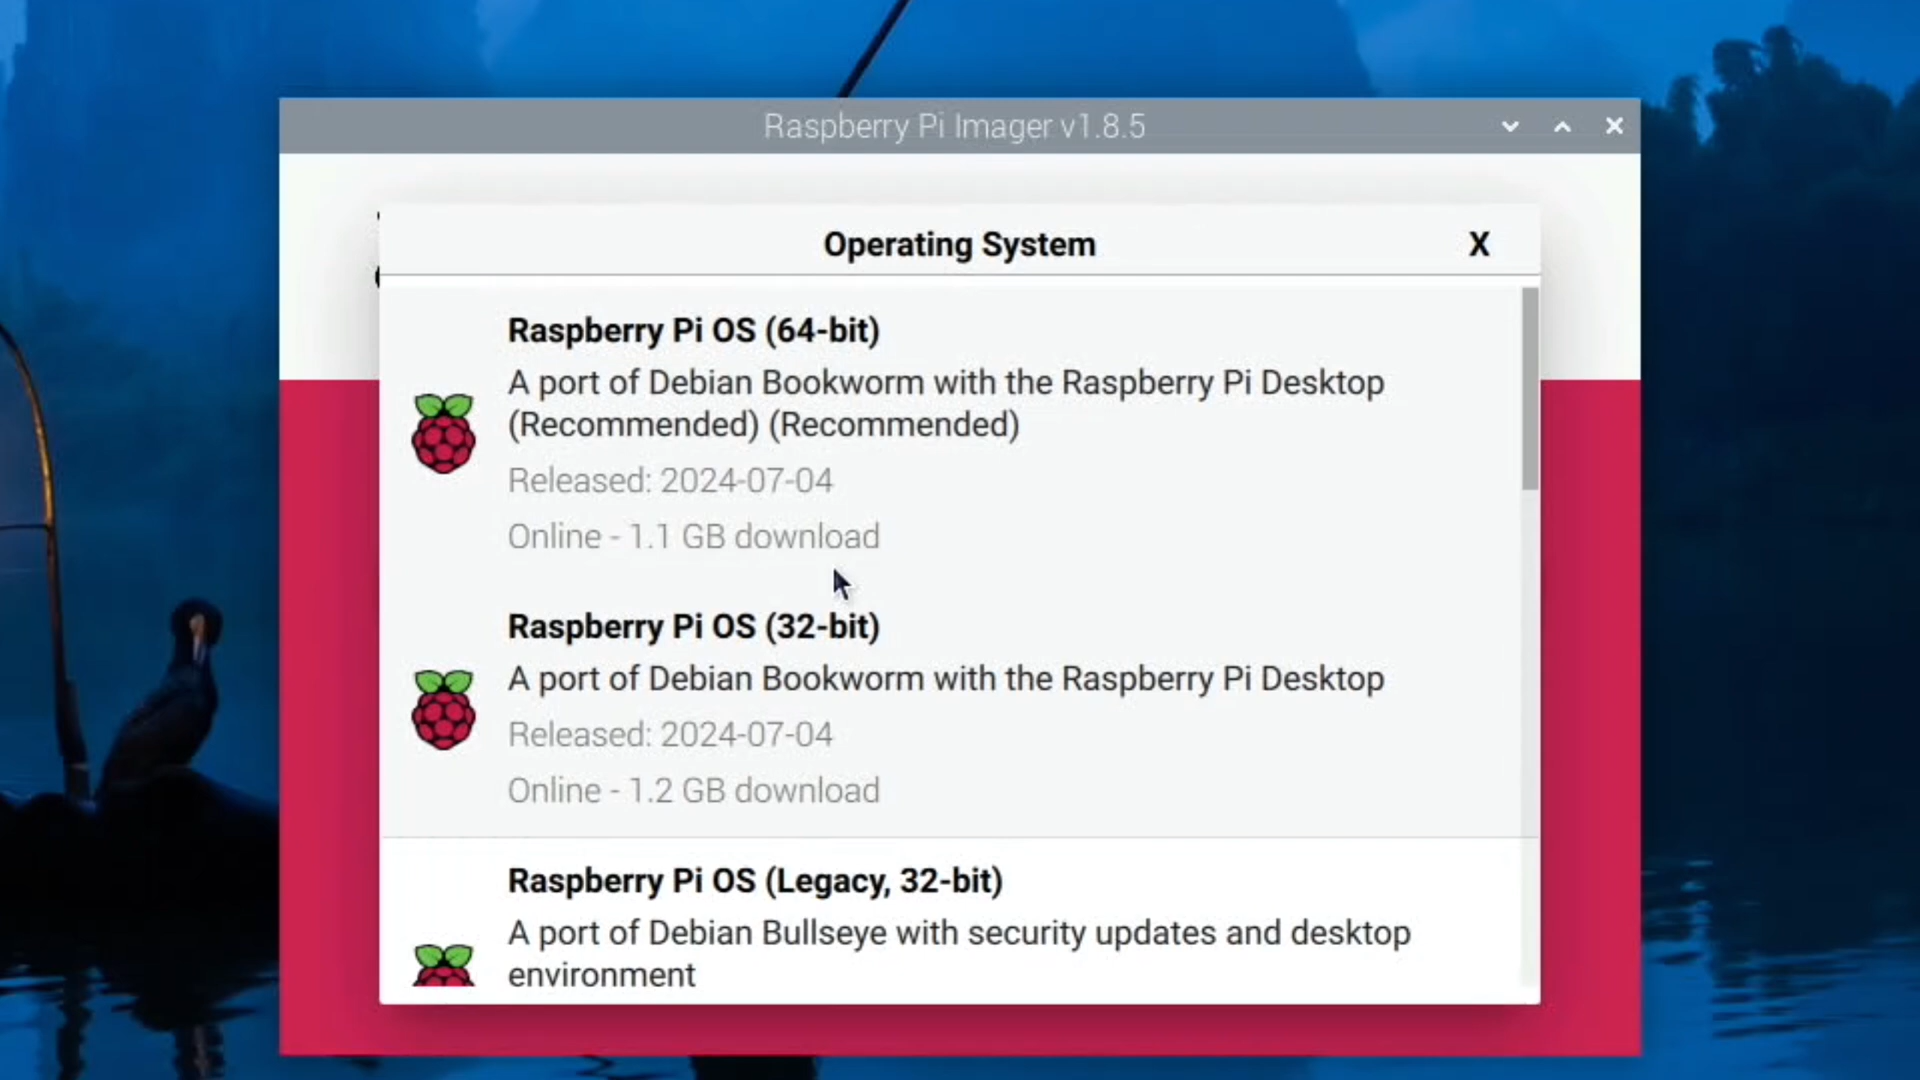 Raspberry Pi Imager v1.8.5
Operating System
X
Raspberry Pi OS (64-bit)
A port of Debian Bookworm with the Raspberry Pi Desktop
(Recommended) (Recommended)
Released: 2024-07-04
Online - 1.1 GB download
Raspberry Pi OS (32-bit)
A port of Debian Bookworm with the Raspberry Pi Desktop
Released: 2024-07-04
Online - 1.2 GB download
Raspberry Pi OS (Legacy, 32-bit)
A port of Debian Bullseye with security updates and desktop
environment